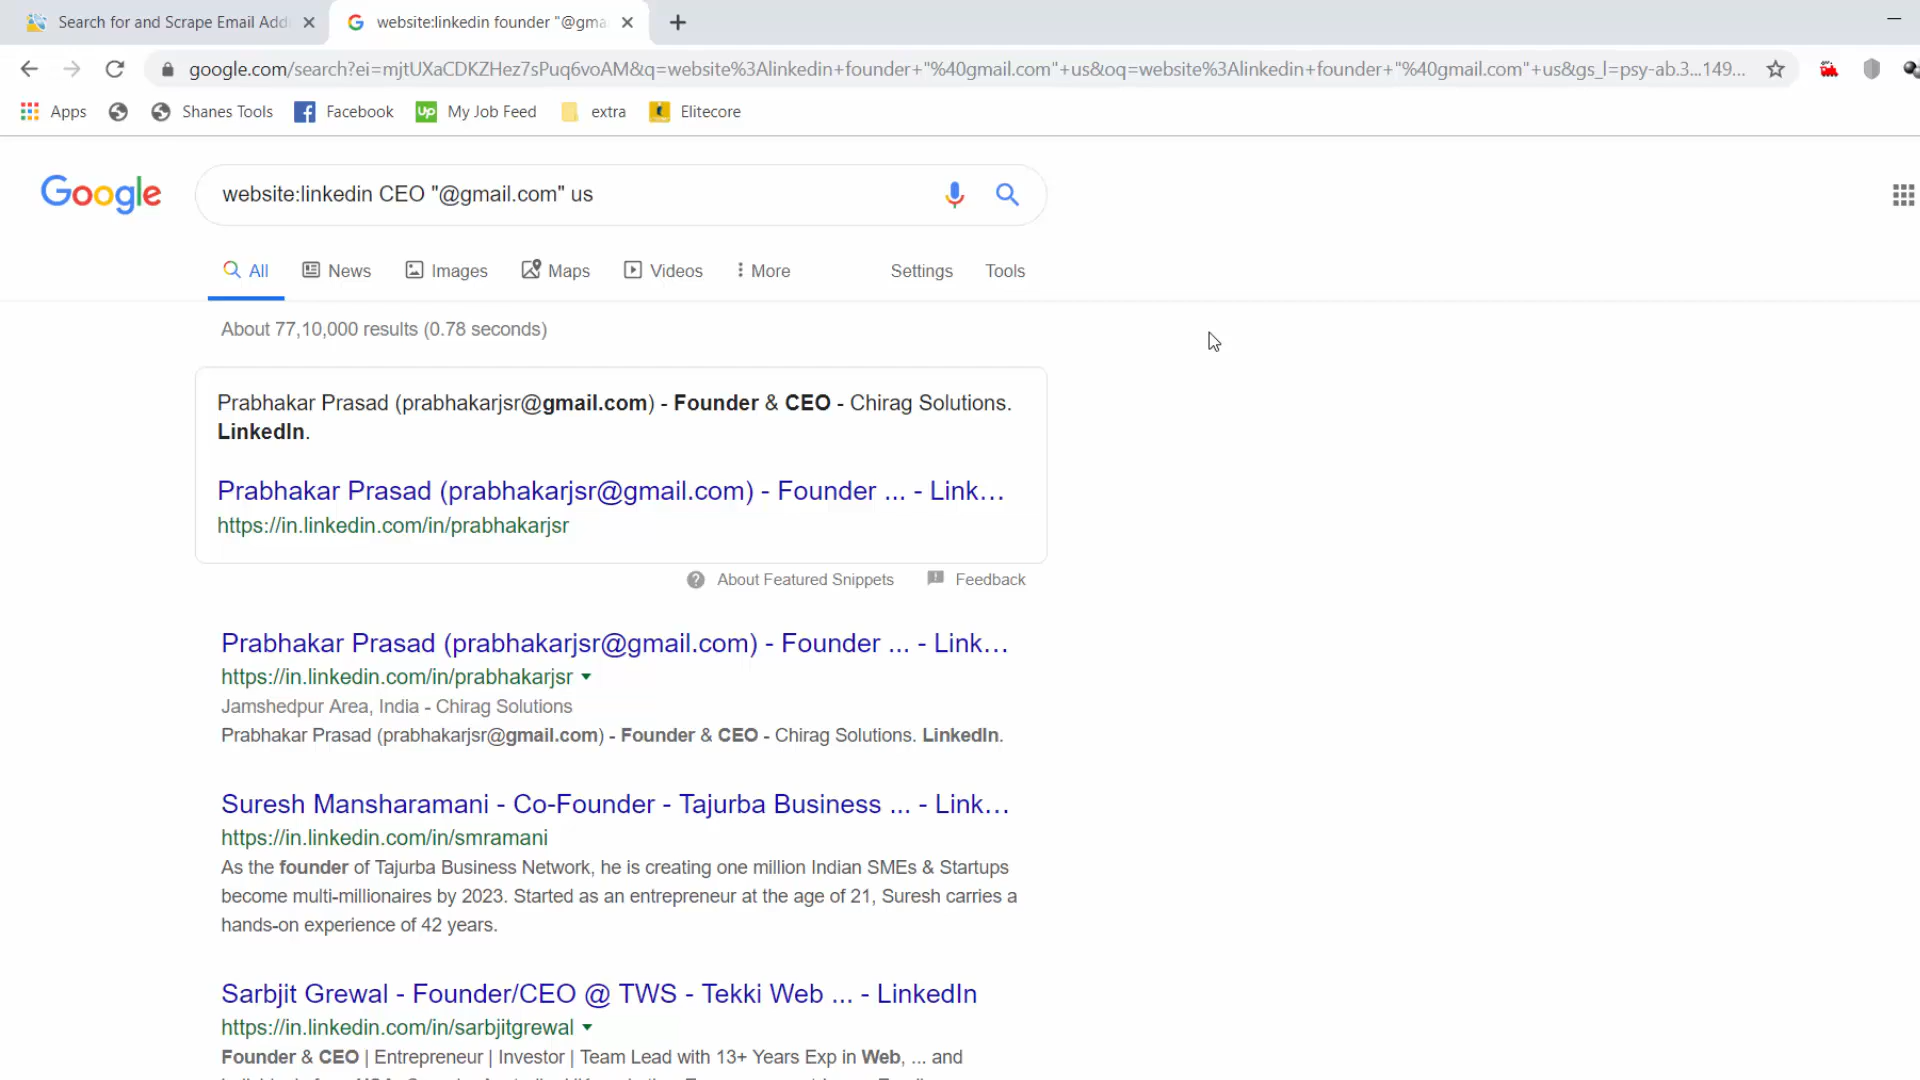 Search for and Scrape Email Add
website:linkedin founder "@gma
google.com/search?ei=mjtUXaCDKZHez7sPuq6voAM&q=website%3Alinkedin+founder+"%40gmail.com"+us&oq=website%3Alinkedin+founder+"%40gmail.com"+us&gs_l=psy-ab.3...149...
Apps Shanes Tools Facebook up My Job Feed extra Elitecore
Google
website:linkedin CEO "@gmail.com" us
All News Images Maps Videos More Settings Tools
About 77,10,000 results (0.78 seconds)
Prabhakar Prasad (prabhakarjsr@gmail.com) - Founder & CEO - Chirag Solutions.
LinkedIn.
Prabhakar Prasad (prabhakarjsr@gmail.com) - Founder ... - Link...
https://in.linkedin.com/in/prabhakarjsr
About Featured Snippets Feedback
Prabhakar Prasad (prabhakarjsr@gmail.com) - Founder ... - Link...
https://in.linkedin.com/in/prabhakarjsr
Jamshedpur Area, India - Chirag Solutions
Prabhakar Prasad (prabhakarjsr@gmail.com) - Founder & CEO - Chirag Solutions. LinkedIn.
Suresh Mansharamani - Co-Founder - Tajurba Business ... - Link...
https://in.linkedin.com/in/smramani
As the founder of Tajurba Business Network, he is creating one million Indian SMEs & Startups
become multi-millionaires by 2023. Started as an entrepreneur at the age of 21, Suresh carries a
hands-on experience of 42 years.
Sarbjit Grewal - Founder/CEO @ TWS - Tekki Web ... - LinkedIn
https://in.linkedin.com/in/sarbjitgrewal
Founder & CEO | Entrepreneur | Investor | Team Lead with 13+ Years Exp in Web, ... and